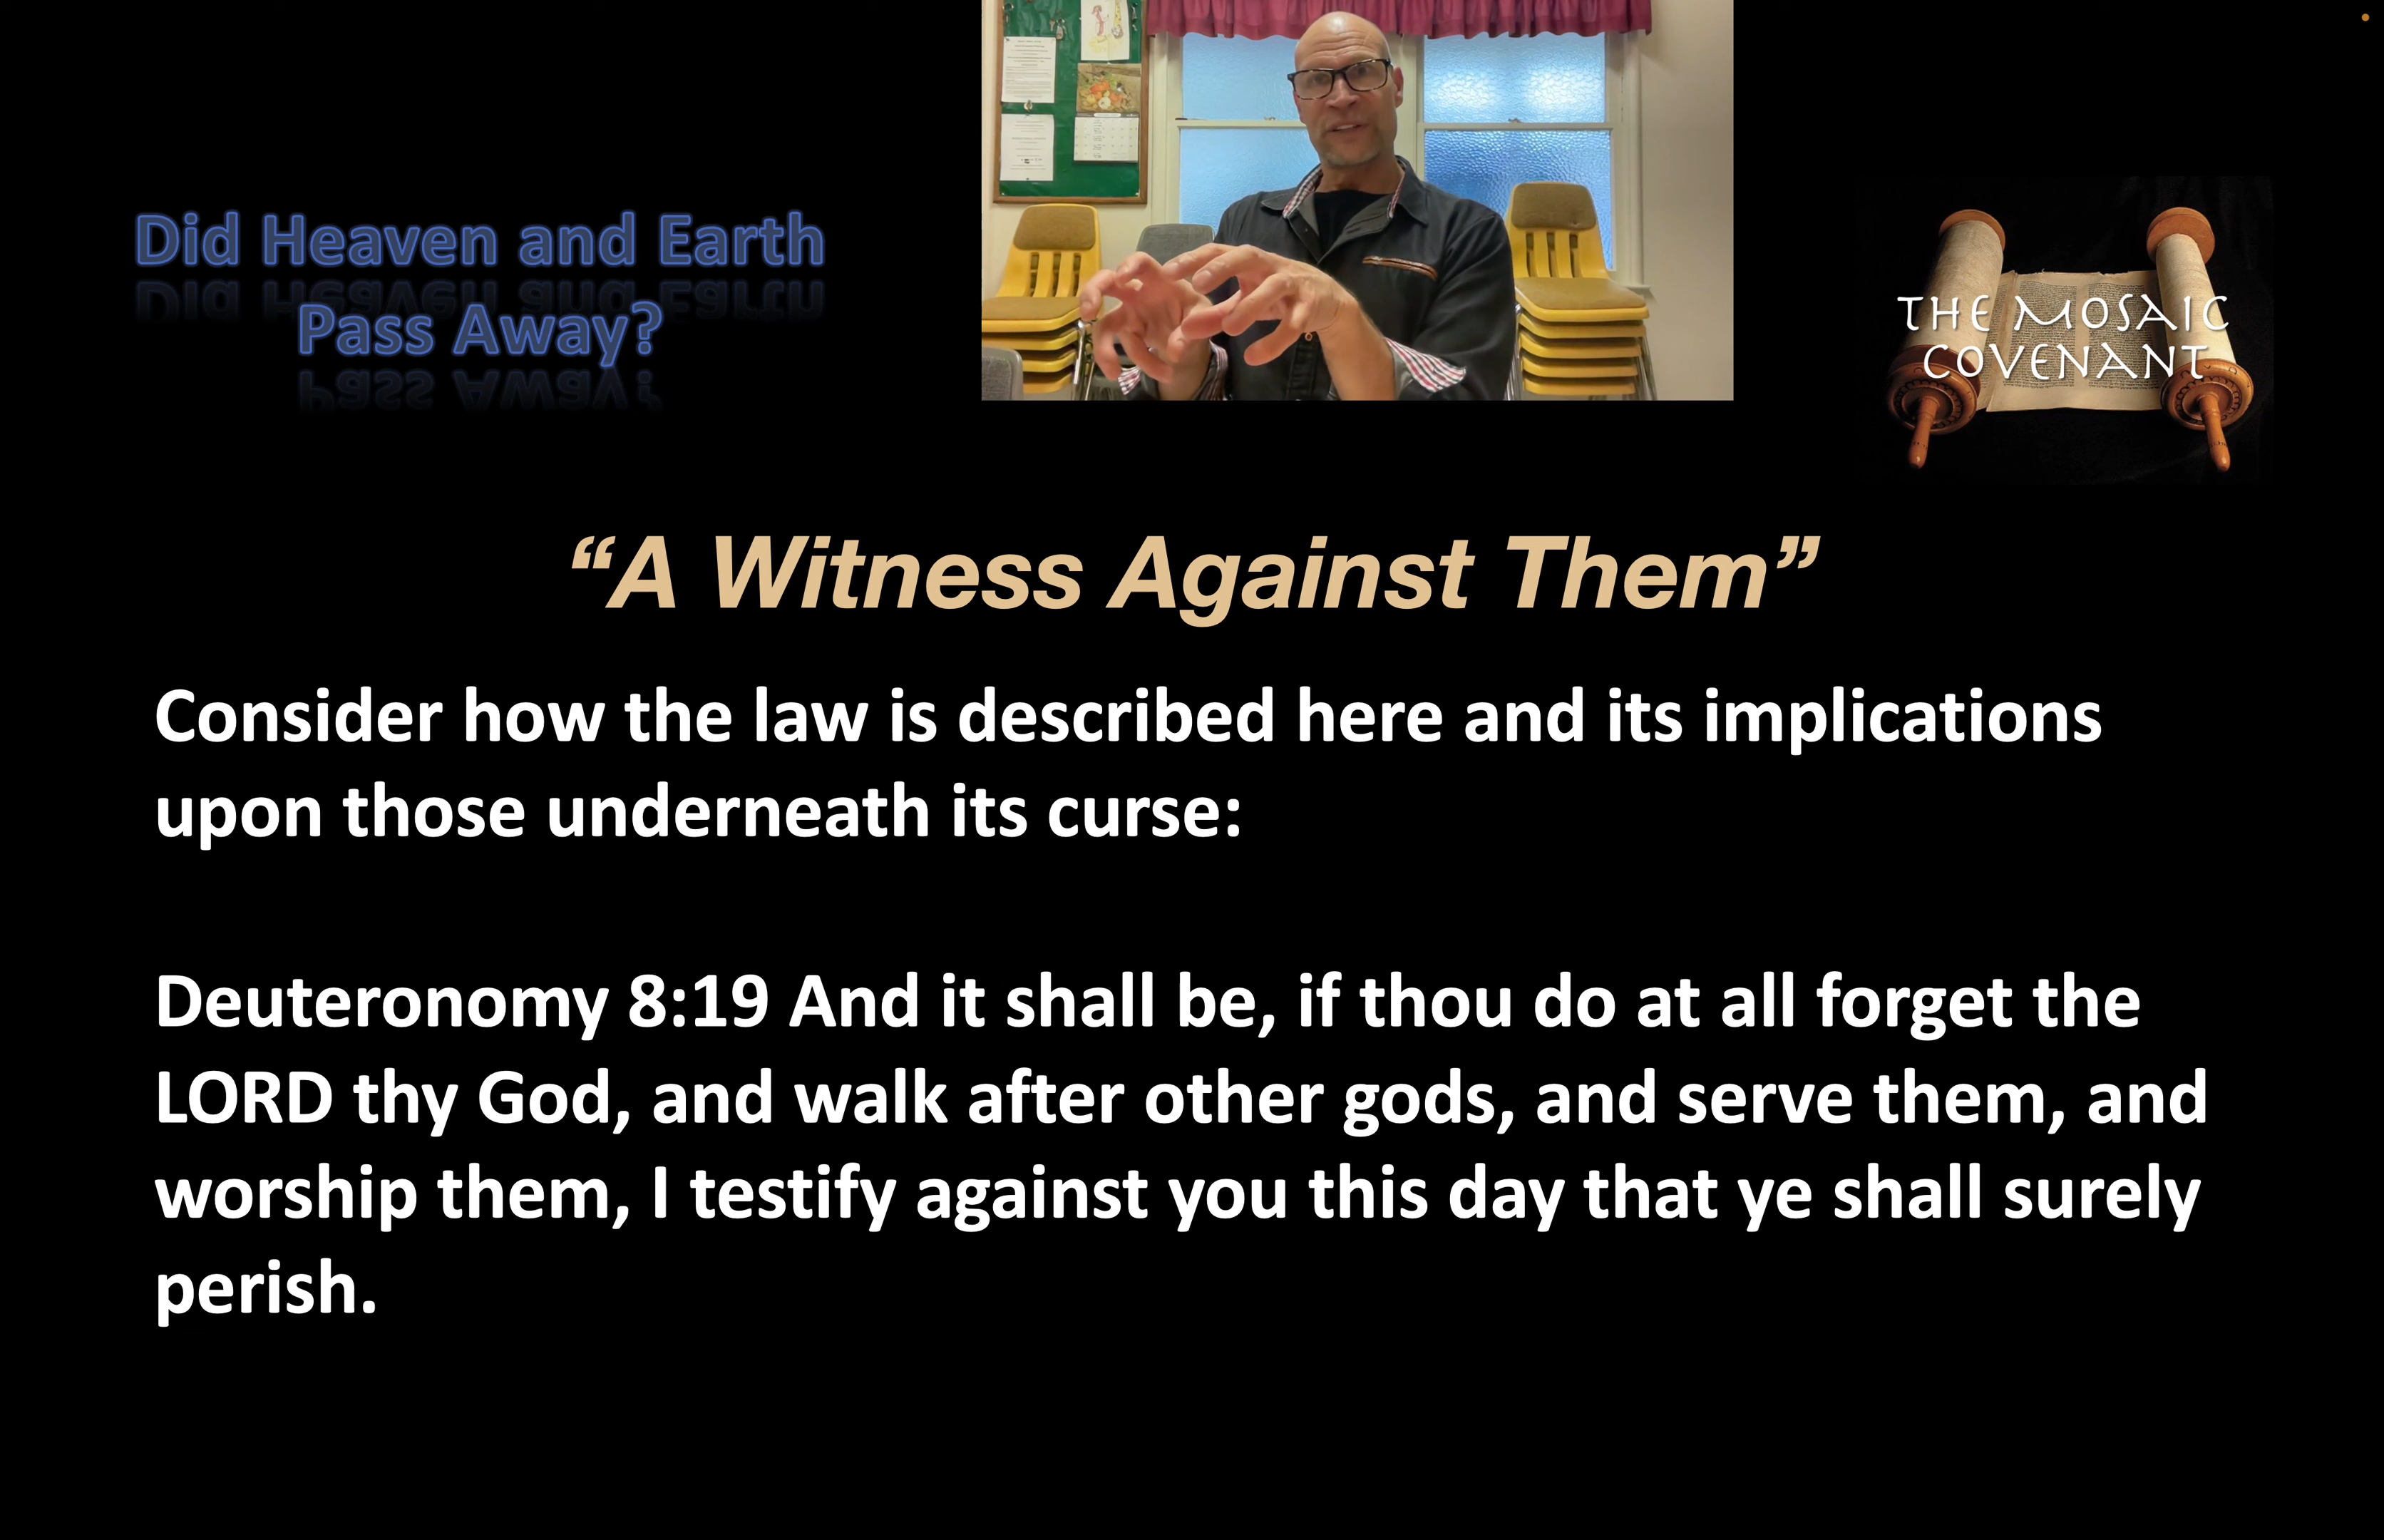 Did Heaven and Earth
Pass Away?
THE MOSAIC
COVENANT
“A Witness Against Them”
Consider how the law is described here and its implications
upon those underneath its curse:
Deuteronomy 8:19 And it shall be, if thou do at all forget the
LORD thy God, and walk after other gods, and serve them, and
worship them, I testify against you this day that ye shall surely
perish.